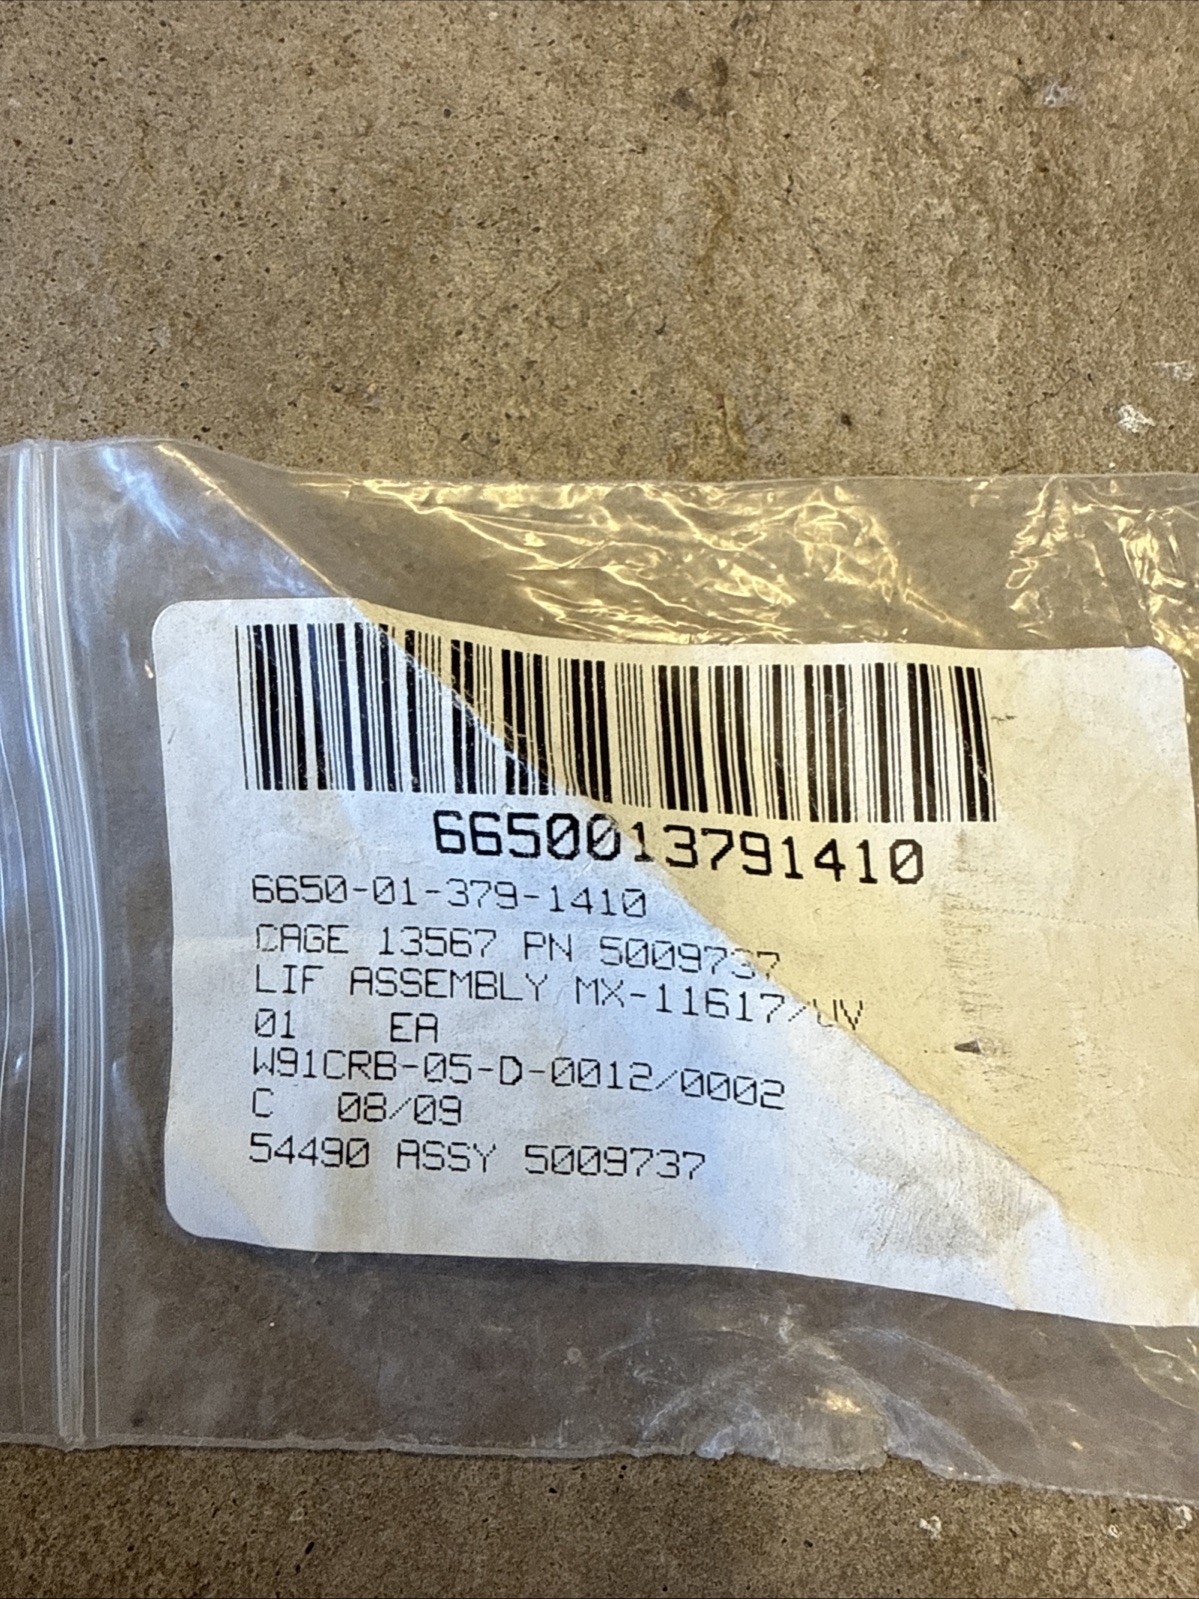 6650013791410
6650-01-379-1410
CAGE 13567 PN 5009737
LIF ASSEMBLY MX-11617/UV
01 EA
W91CRB-05-D-0012/0002
C 08/09
54490 ASSY 5009737